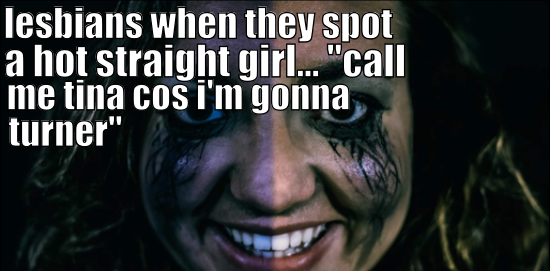 lesbians when they spot
a hot straight girl... "call
me tina cos i'm gonna
turner"